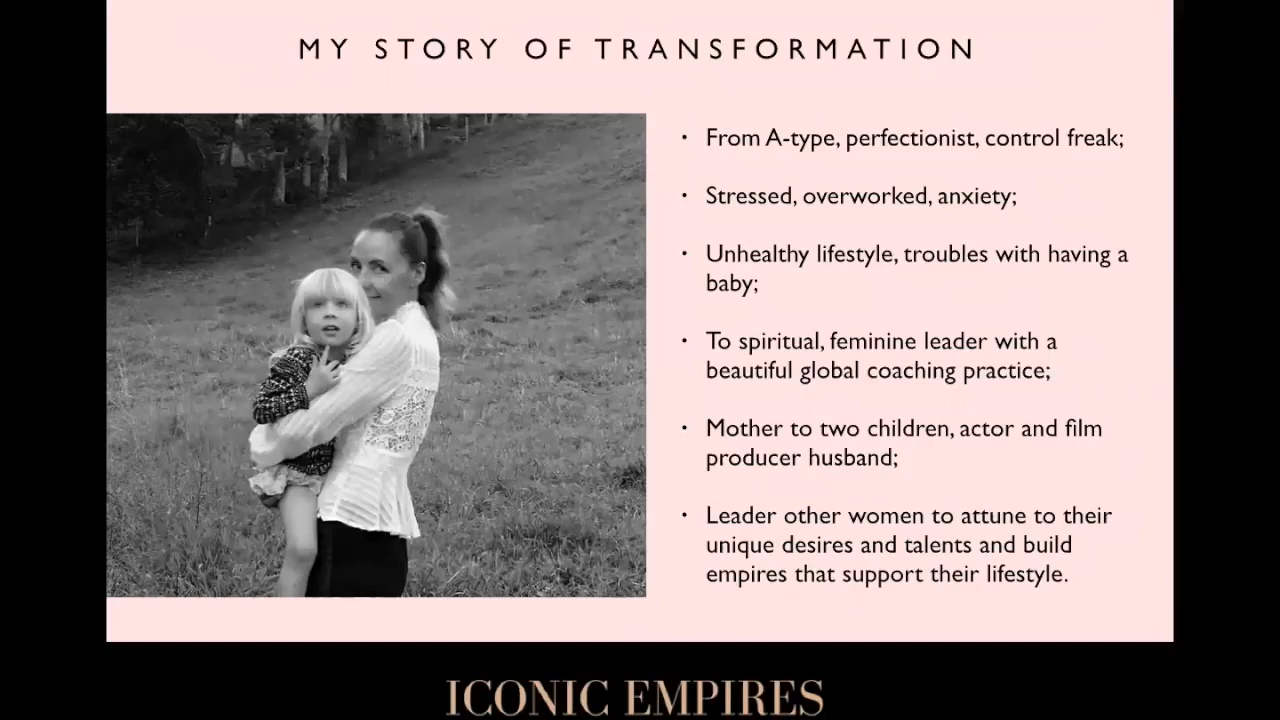 MY STORY OF TRANSFORMATION
• From A-type, perfectionist, control freak;
• Stressed, overworked, anxiety;
• Unhealthy lifestyle, troubles with having a
baby;
• To spiritual, feminine leader with a
beautiful global coaching practice;
• Mother to two children, actor and film
producer husband;
• Leader other women to attune to their
unique desires and talents and build
empires that support their lifestyle.
ICONIC EMPIRES